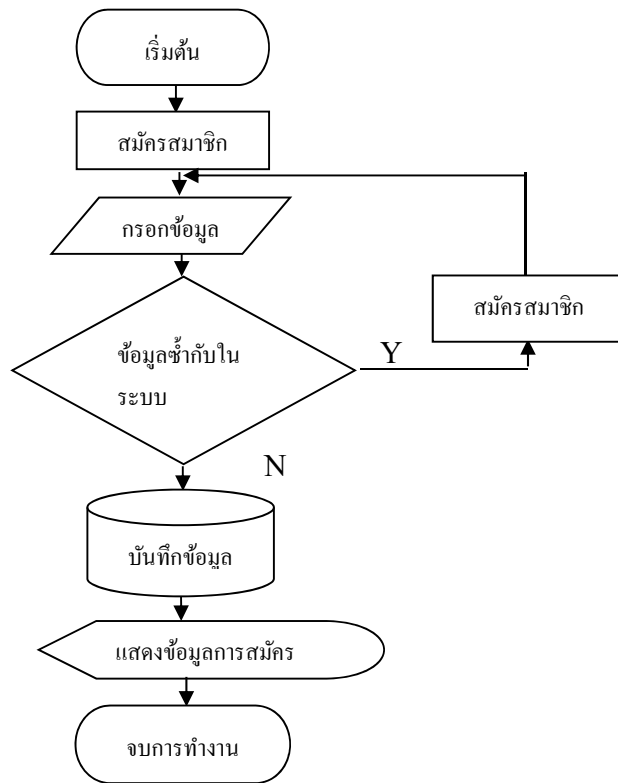 เริ่มต้น
สมัครสมาชิก
กรอกข้อมูล
สมัครสมาชิก
ข้อมูลซ้ำกับใน
ระบบ
Y
N
บันทึกข้อมูล
แสดงข้อมูลการสมัคร
จบการทำงาน